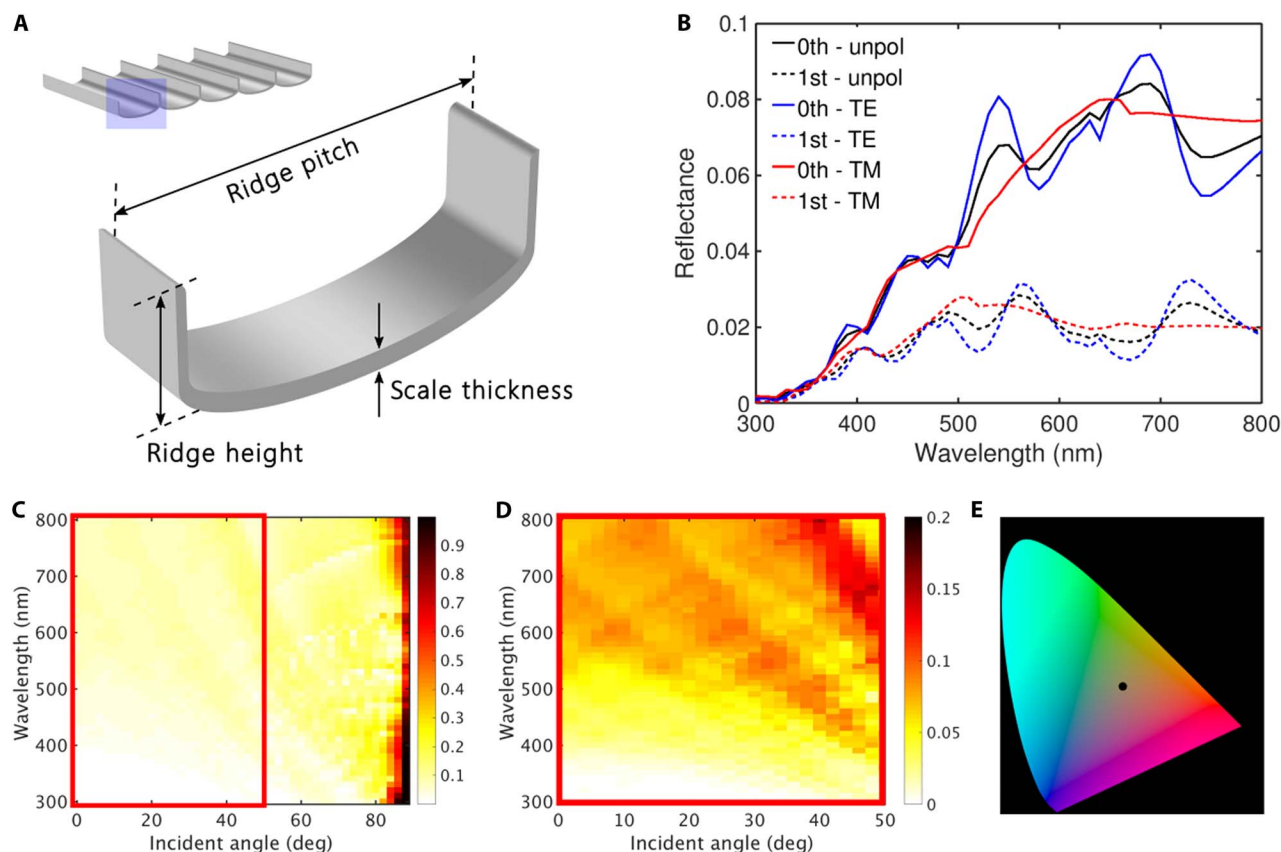 A
Ridge pitch
Scale thickness
Ridge height
B
0.1
0.08
0.06
0.04
0.02
0
Reflectance
0th - unpol
1st - unpol
0th - TE
1st - TE
0th - TM
1st - TM
300 400 500 600 700 800
Wavelength (nm)
C
800
700
600
500
400
300
Wavelength (nm)
0 20 40 60 80
Incident angle (deg)
0.9
0.8
0.7
0.6
0.5
0.4
0.3
0.2
0.1
D
800
700
600
500
400
300
Wavelength (nm)
0 10 20 30 40 50
Incident angle (deg)
0.2
0.15
0.1
0.05
0
E